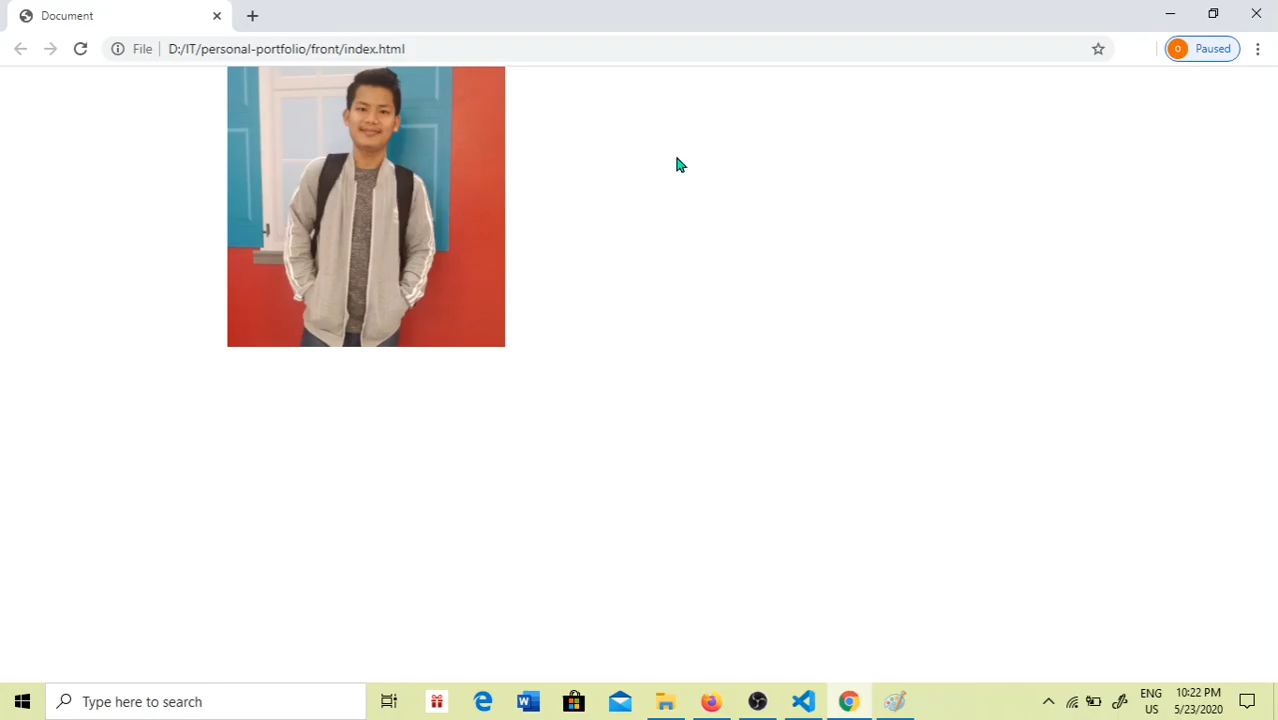 Document
File D:/IT/personal-portfolio/front/index.html
0 Paused
Type here to search
ENG
US
10:22 PM
5/23/2020